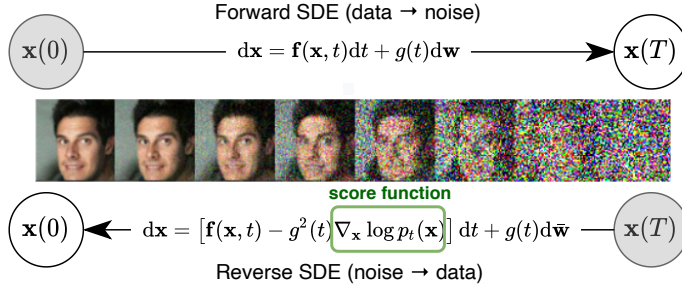 Forward SDE (data → noise)
𝐱(0) d𝐱 = 𝐟(𝐱, t)dt + g(t)d𝐰 𝐱(T)
score function
𝐱(0) d𝐱 = [𝐟(𝐱, t) − g²(t)∇𝐱 log pₜ(𝐱)] dt + g(t)d𝐰̄ 𝐱(T)
Reverse SDE (noise → data)